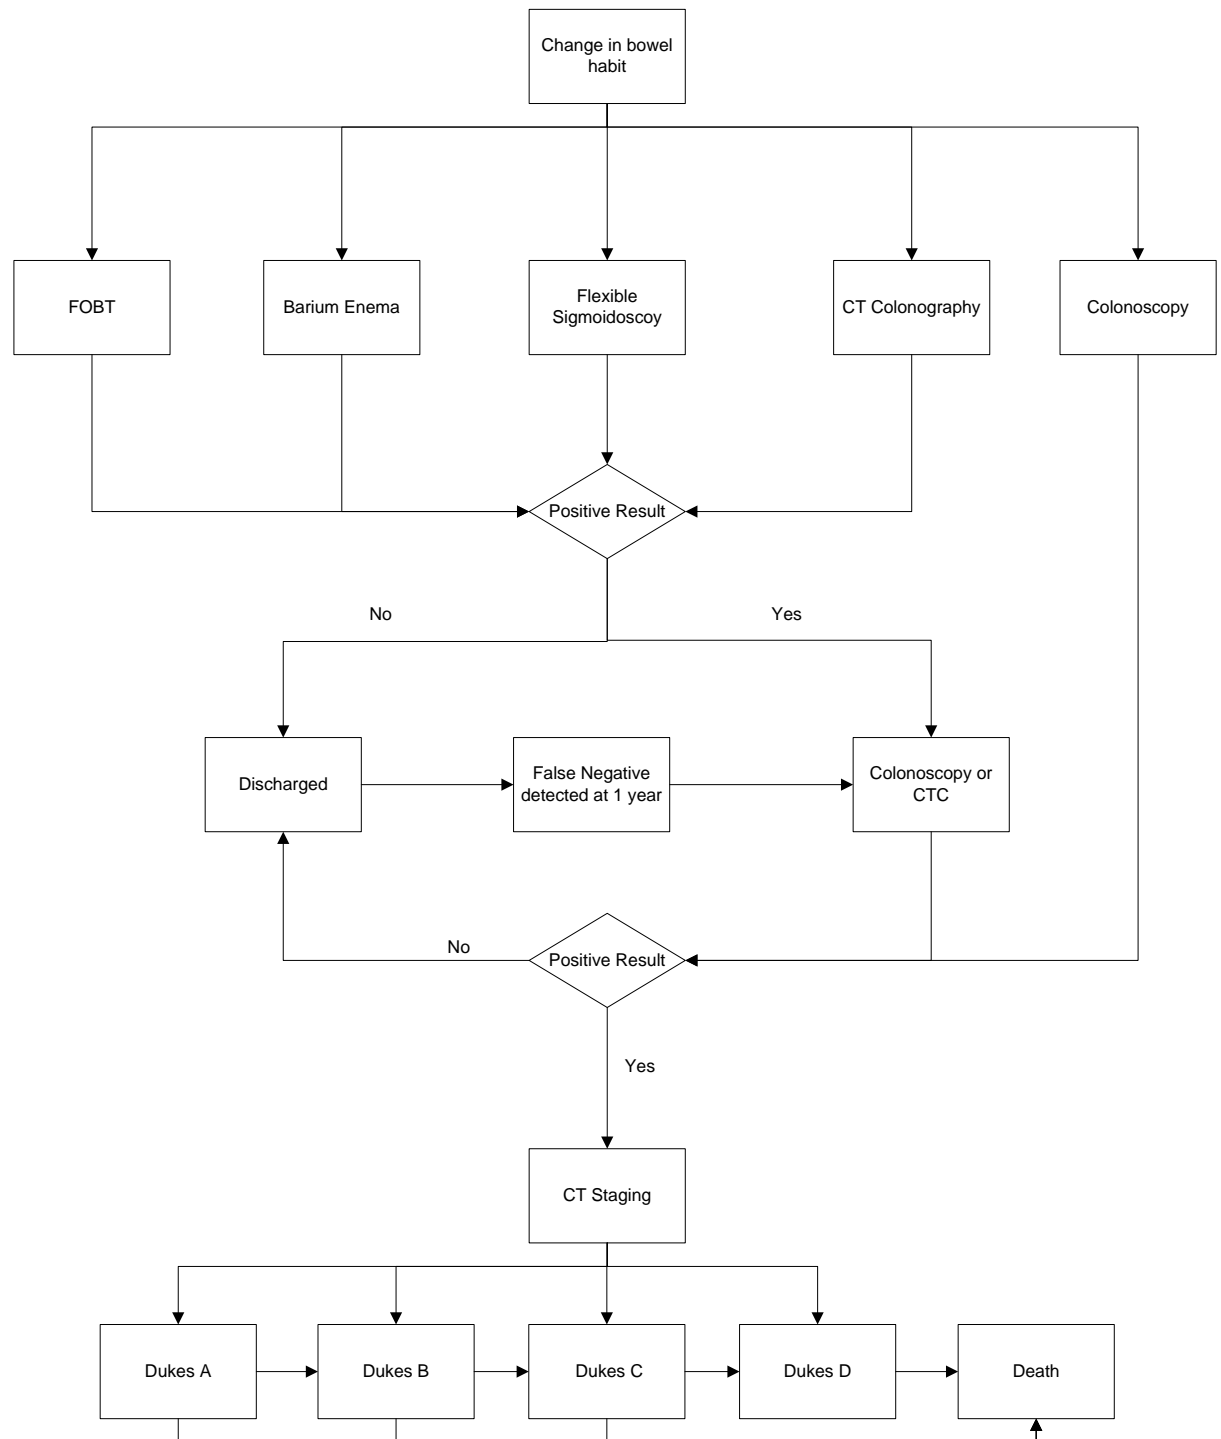 Change in bowel
habit
FOBT
Barium Enema
Flexible
Sigmoidoscoy
CT Colonography
Colonoscopy
Positive Result
No
Yes
Discharged
False Negative
detected at 1 year
Colonoscopy or
CTC
No
Positive Result
Yes
CT Staging
Dukes A
Dukes B
Dukes C
Dukes D
Death